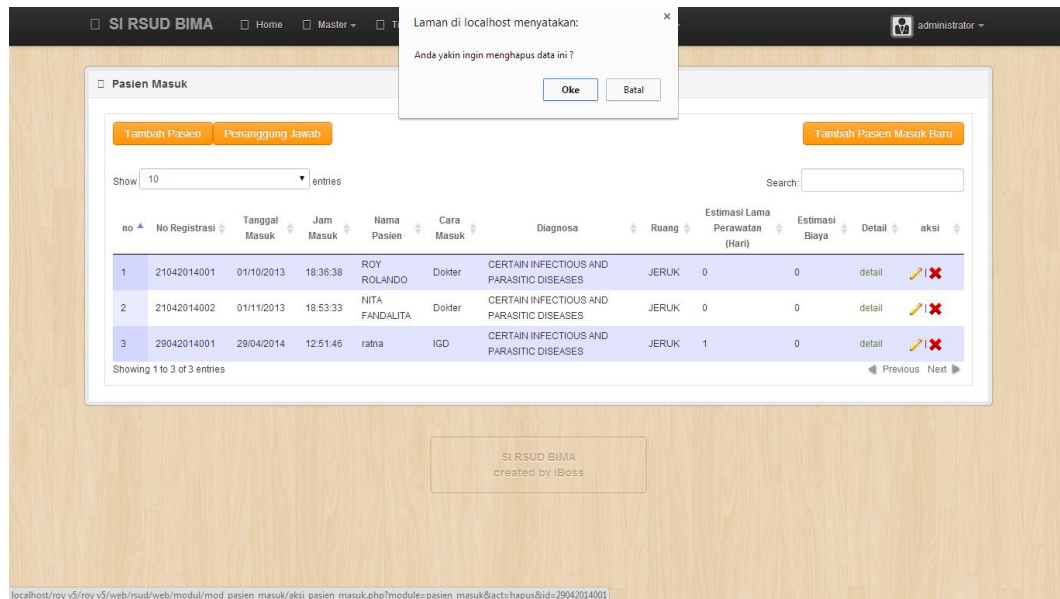 SI RSUD BIMA
Home
Master
administrator
Laman di localhost menyatakan:
Anda yakin ingin menghapus data ini ?
Oke
Batal
Pasien Masuk
Tambah Pasien
Penanggung Jawab
Tambah Pasien Masuk Baru
Show 10 entries
Search:
no
No Registrasi
Tanggal
Masuk
Jam
Masuk
Nama
Pasien
Cara
Masuk
Diagnosa
Ruang
Estimasi Lama
Perawatan
(Hari)
Estimasi
Biaya
Detail
aksi
1 21042014001 01/10/2013 18:36:38 ROY ROLANDO Dokter CERTAIN INFECTIOUS AND PARASITIC DISEASES JERUK 0 0 detail
2 21042014002 01/11/2013 18:53:33 NITA FANDALITA Dokter CERTAIN INFECTIOUS AND PARASITIC DISEASES JERUK 0 0 detail
3 29042014001 29/04/2014 12:51:46 ratna IGD CERTAIN INFECTIOUS AND PARASITIC DISEASES JERUK 1 0 detail
Showing 1 to 3 of 3 entries
Previous Next
SI RSUD BIMA
created by iBoss
localhost/roy v5/roy v5/web/rsud/web/modul/mod_pasien_masuk/aksi_pasien_masuk.php?module=pasien_masuk&act=hapus&id=29042014001